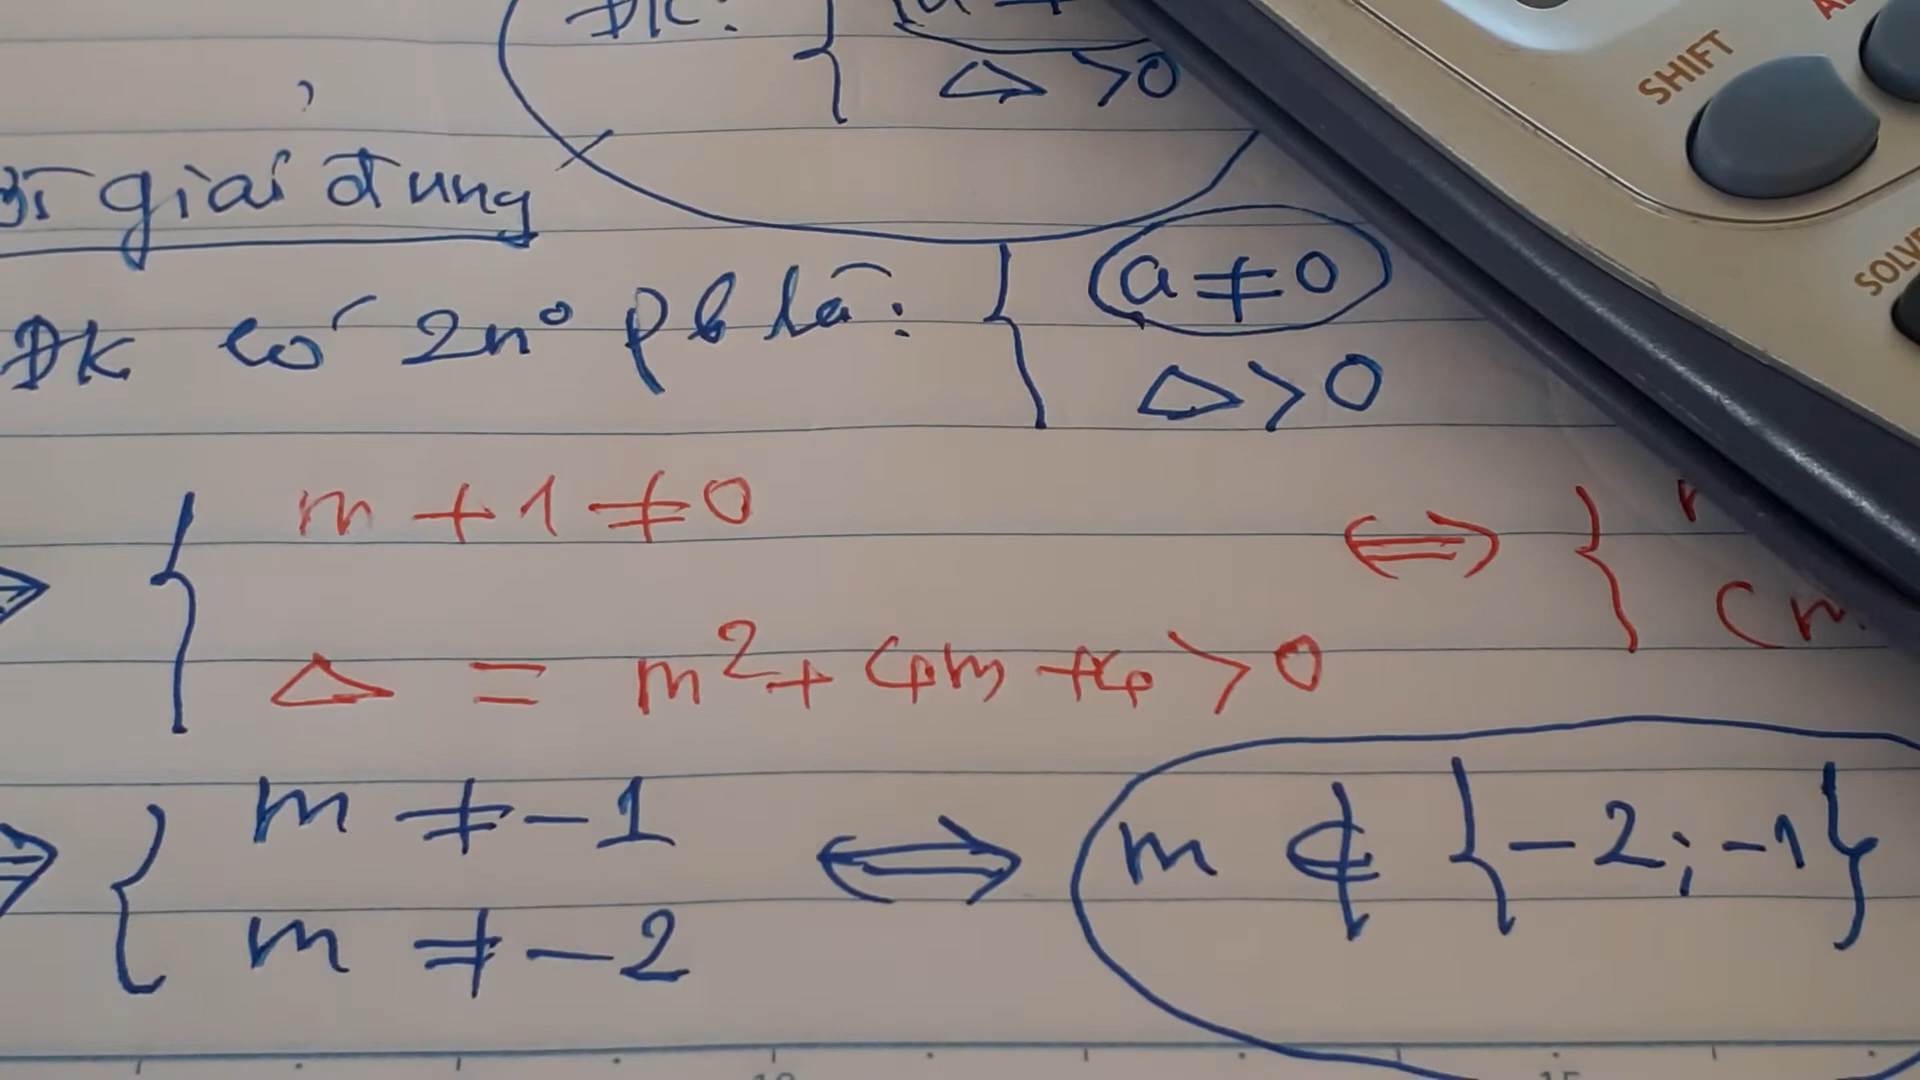 ĐK: {
Δ > 0
SHIFT
giải đúng
ĐK có 2nº pb là: { a ≠ 0
Δ > 0
SOLVE
{ m + 1 ≠ 0 ⇔ {
Δ = m² + 4m + 4 > 0 (m
⇒ { m ≠ -1 ⇔ m ∉ {-2; -1}
m ≠ -2
15